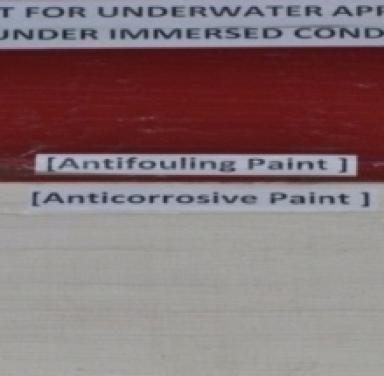 T FOR UNDERWATER
UNDER IMMERSED
[Antifouling Paint ]
[Anticorrosive Paint ]